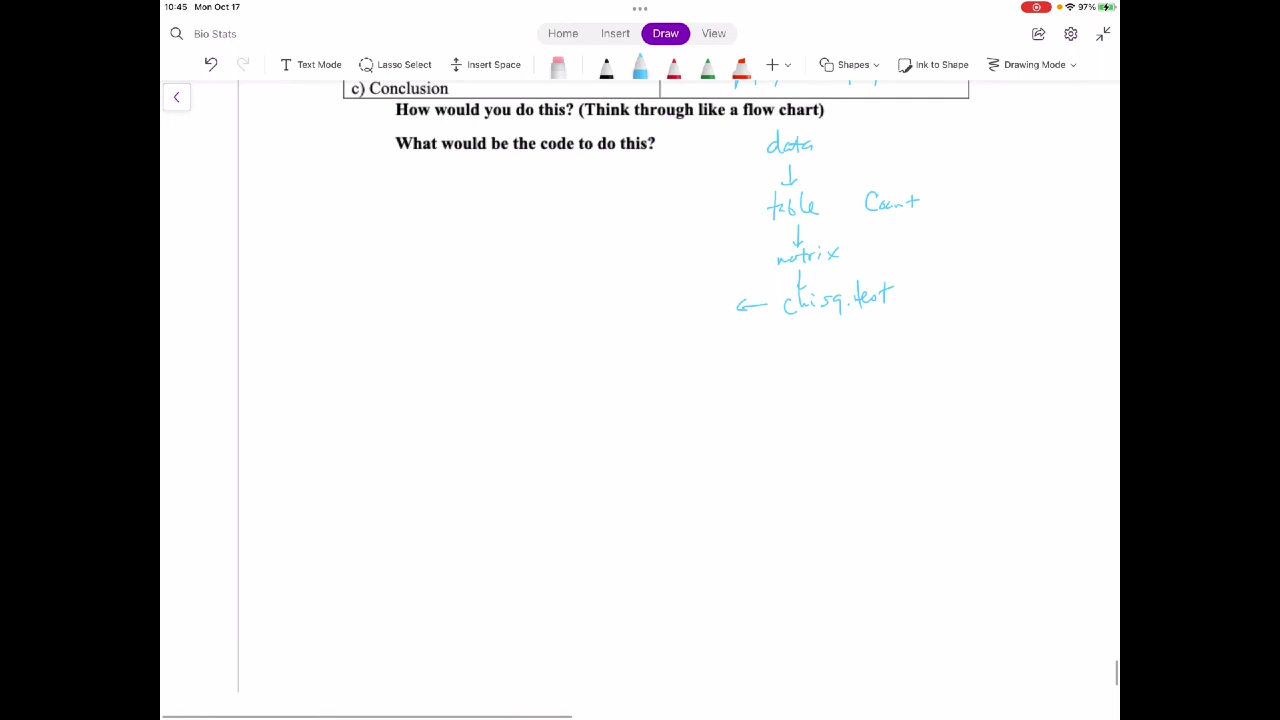 10:45 Mon Oct 17
97%
Bio Stats
Home Insert Draw View
Text Mode Lasso Select Insert Space Shapes Ink to Shape Drawing Mode
c) Conclusion
How would you do this? (Think through like a flow chart)
What would be the code to do this?
data
table Count
matrix
chisq.test